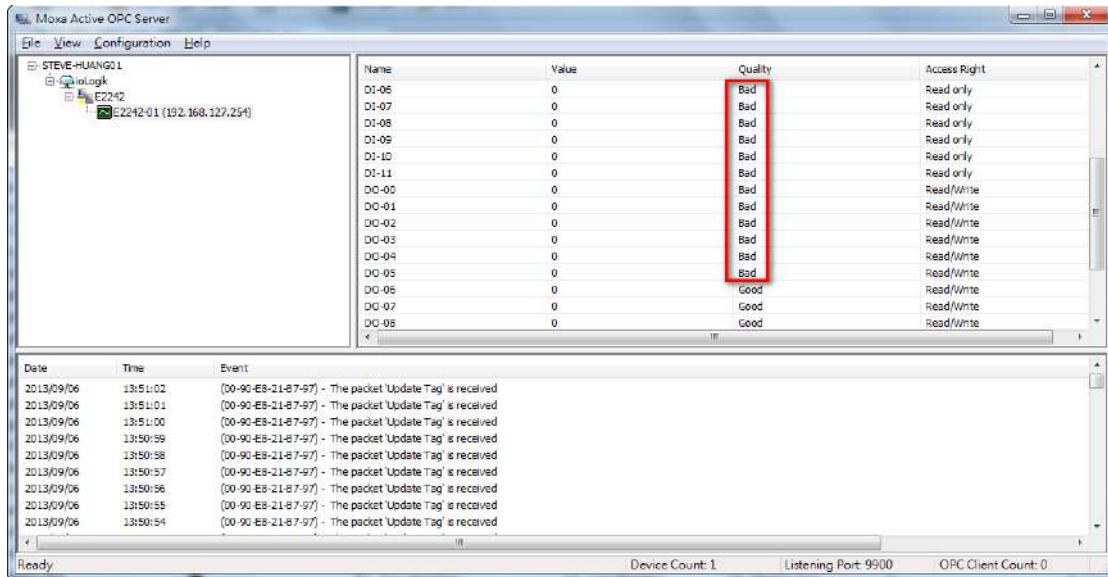 Moxa Active OPC Server
File View Configuration Help
STEVE-HUANG01
ioLogik
E2242
E2242-01 (192.168.127.254)
Name Value Quality Access Right
DI-06 0 Bad Read only
DI-07 0 Bad Read only
DI-08 0 Bad Read only
DI-09 0 Bad Read only
DI-10 0 Bad Read only
DI-11 0 Bad Read only
DO-00 0 Bad Read/Write
DO-01 0 Bad Read/Write
DO-02 0 Bad Read/Write
DO-03 0 Bad Read/Write
DO-04 0 Bad Read/Write
DO-05 0 Bad Read/Write
DO-06 0 Good Read/Write
DO-07 0 Good Read/Write
DO-08 0 Good Read/Write
Date Time Event
2013/09/06 13:51:02 (00-90-E8-21-B7-97) - The packet 'Update Tag' is received
2013/09/06 13:51:01 (00-90-E8-21-B7-97) - The packet 'Update Tag' is received
2013/09/06 13:51:00 (00-90-E8-21-B7-97) - The packet 'Update Tag' is received
2013/09/06 13:50:59 (00-90-E8-21-B7-97) - The packet 'Update Tag' is received
2013/09/06 13:50:58 (00-90-E8-21-B7-97) - The packet 'Update Tag' is received
2013/09/06 13:50:57 (00-90-E8-21-B7-97) - The packet 'Update Tag' is received
2013/09/06 13:50:56 (00-90-E8-21-B7-97) - The packet 'Update Tag' is received
2013/09/06 13:50:55 (00-90-E8-21-B7-97) - The packet 'Update Tag' is received
2013/09/06 13:50:54 (00-90-E8-21-B7-97) - The packet 'Update Tag' is received
Ready Device Count: 1 Listening Port: 9900 OPC Client Count: 0